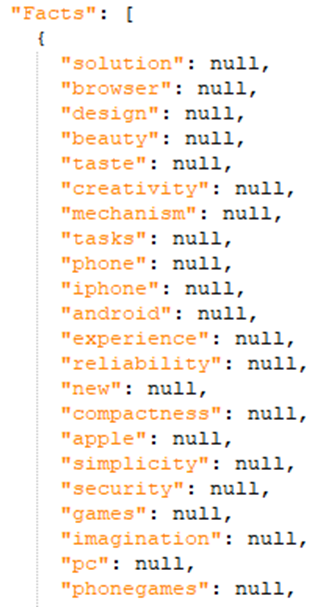 "Facts": [
{
"solution": null,
"browser": null,
"design": null,
"beauty": null,
"taste": null,
"creativity": null,
"mechanism": null,
"tasks": null,
"phone": null,
"iphone": null,
"android": null,
"experience": null,
"reliability": null,
"new": null,
"compactness": null,
"apple": null,
"simplicity": null,
"security": null,
"games": null,
"imagination": null,
"pc": null,
"phonegames": null,